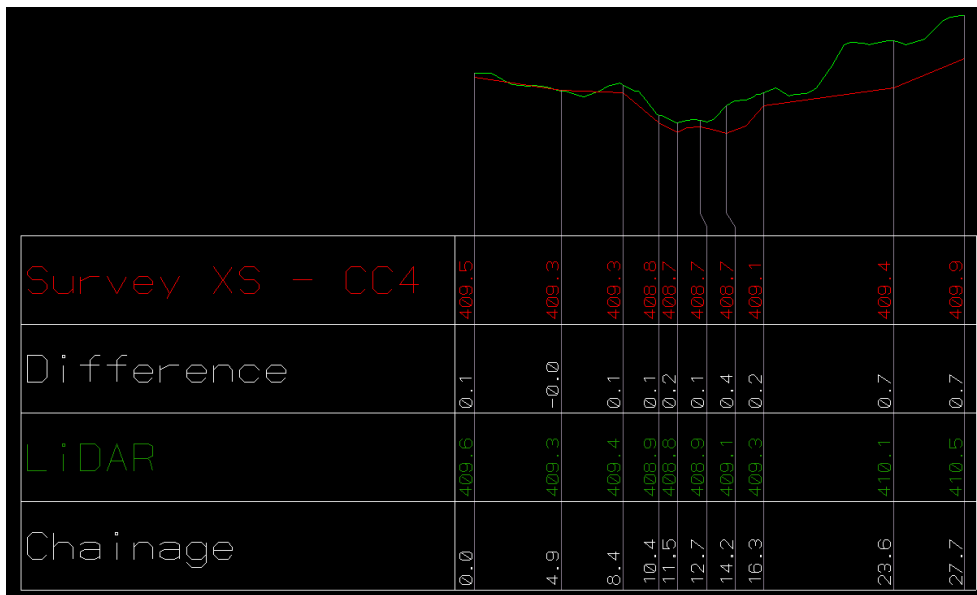 Survey XS - CC4 409.5 409.3 409.3 408.8 408.7 408.7 408.7 409.1 409.4 409.9
Difference 0.1 -0.0 0.1 0.1 0.2 0.1 0.4 0.2 0.7 0.7
LiDAR 409.6 409.3 409.4 408.9 408.8 408.9 409.1 409.3 410.1 410.5
Chainage 0.0 4.9 8.4 10.4 11.5 12.7 14.2 16.3 23.6 27.7